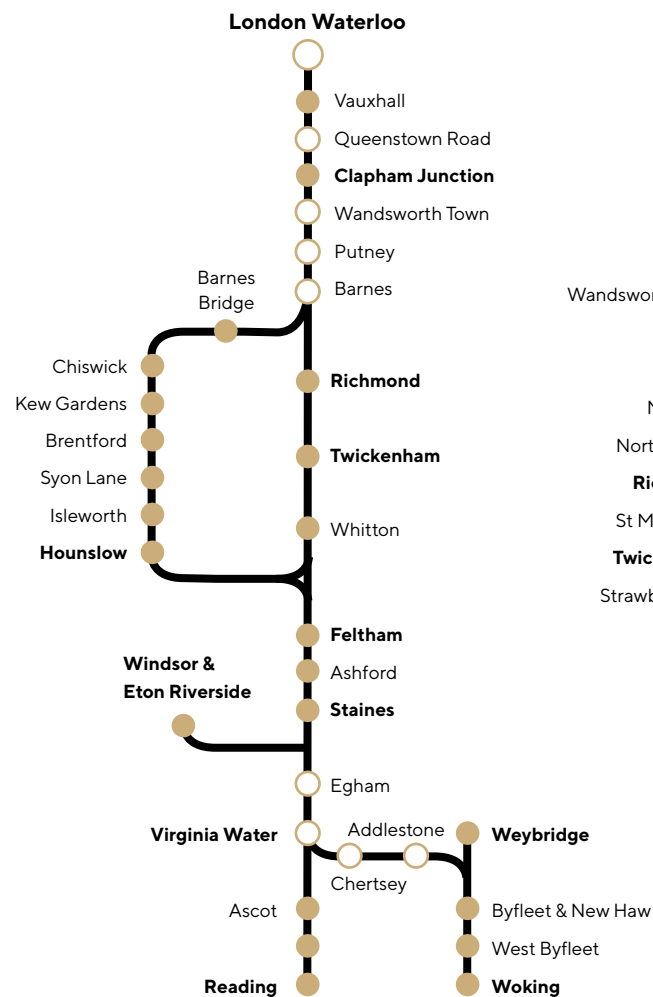 London Waterloo
Vauxhall
Queenstown Road
Clapham Junction
Wandsworth Town
Putney
Barnes
Barnes
Bridge
Chiswick
Kew Gardens
Brentford
Syon Lane
Isleworth
Hounslow
Richmond
Twickenham
Whitton
Feltham
Ashford
Staines
Windsor &
Eton Riverside
Egham
Virginia Water
Addlestone
Chertsey
Weybridge
Ascot
Byfleet & New Haw
West Byfleet
Reading
Woking
St M